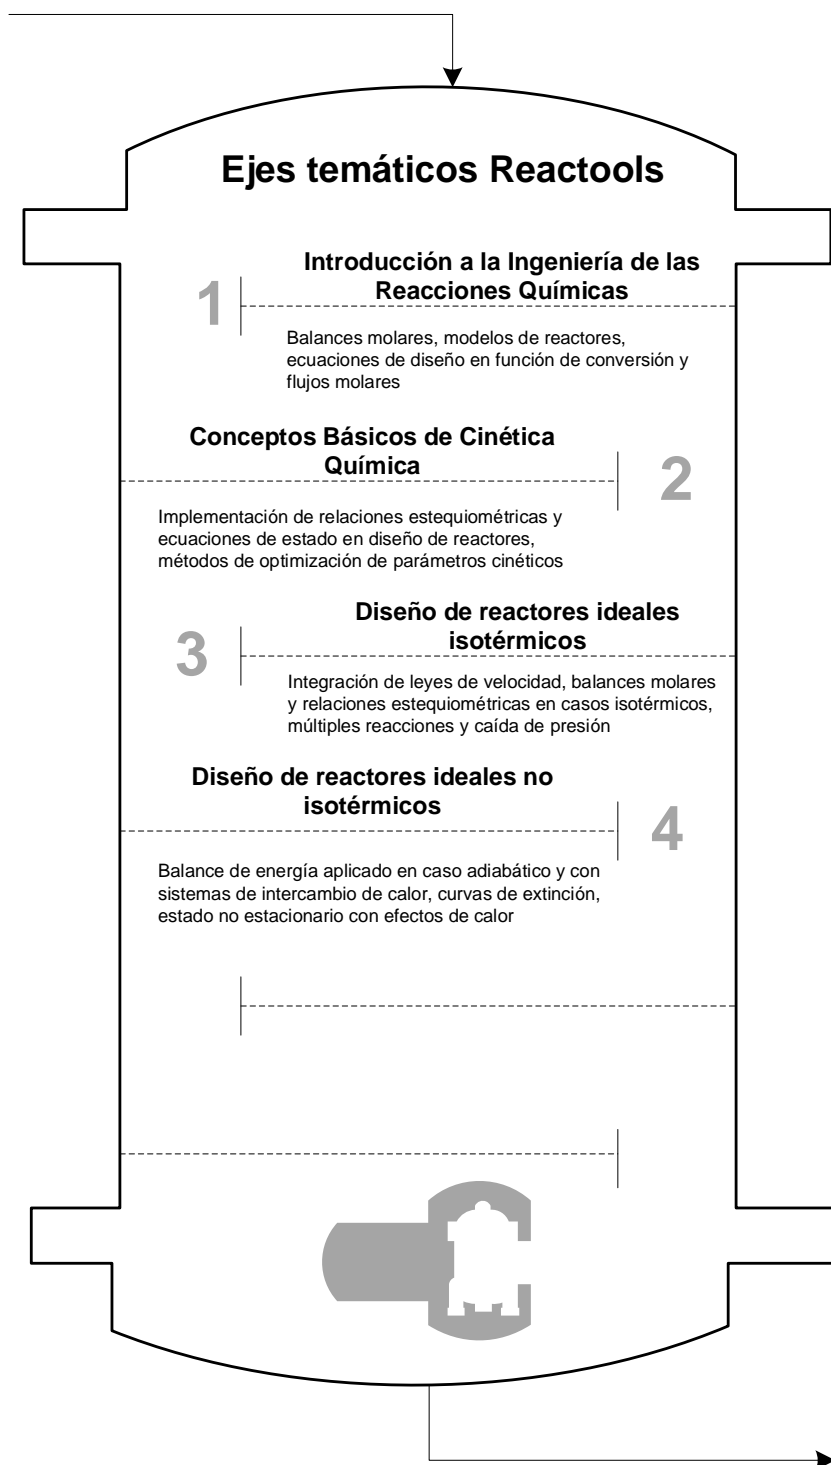 Ejes temáticos Reactools
Introducción a la Ingeniería de las
Reacciones Químicas
1
Balances molares, modelos de reactores,
ecuaciones de diseño en función de conversión y
flujos molares
Conceptos Básicos de Cinética
Química
2
Implementación de relaciones estequiométricas y
ecuaciones de estado en diseño de reactores,
métodos de optimización de parámetros cinéticos
Diseño de reactores ideales
isotérmicos
3
Integración de leyes de velocidad, balances molares
y relaciones estequiométricas en casos isotérmicos,
múltiples reacciones y caída de presión
Diseño de reactores ideales no
isotérmicos
4
Balance de energía aplicado en caso adiabático y con
sistemas de intercambio de calor, curvas de extinción,
estado no estacionario con efectos de calor